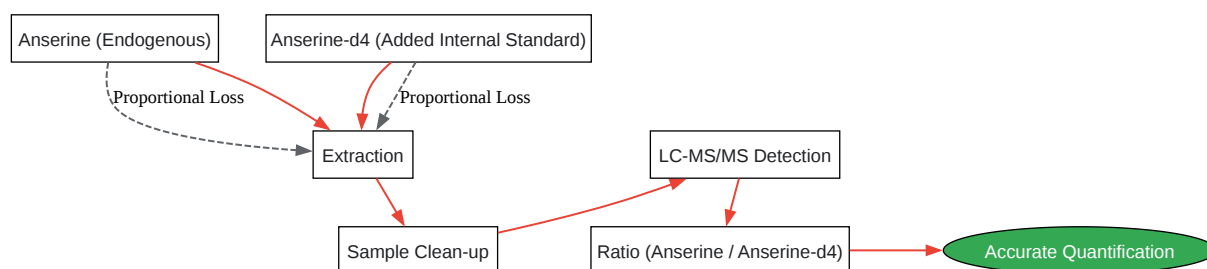 Anserine (Endogenous)
Anserine-d4 (Added Internal Standard)
Proportional Loss
Proportional Loss
Extraction
LC-MS/MS Detection
Sample Clean-up
Ratio (Anserine / Anserine-d4)
Accurate Quantification